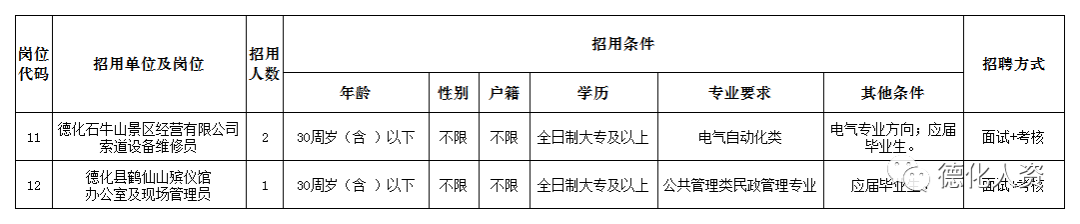 岗位代码 招用单位及岗位 招用人数 招用条件 招聘方式
年龄 性别 户籍 学历 专业要求 其他条件
11 德化石牛山景区经营有限公司 2 30周岁（含 ）以下 不限 不限 全日制大专及以上 电气自动化类 电气专业方向；应届 面试+考核
索道设备维修员 毕业生。
12 德化县鹤仙山殡仪馆 1 30周岁（含 ）以下 不限 不限 全日制大专及以上 公共管理类民政管理专业 应届毕业生 面试+考核
办公室及现场管理员
德化人资